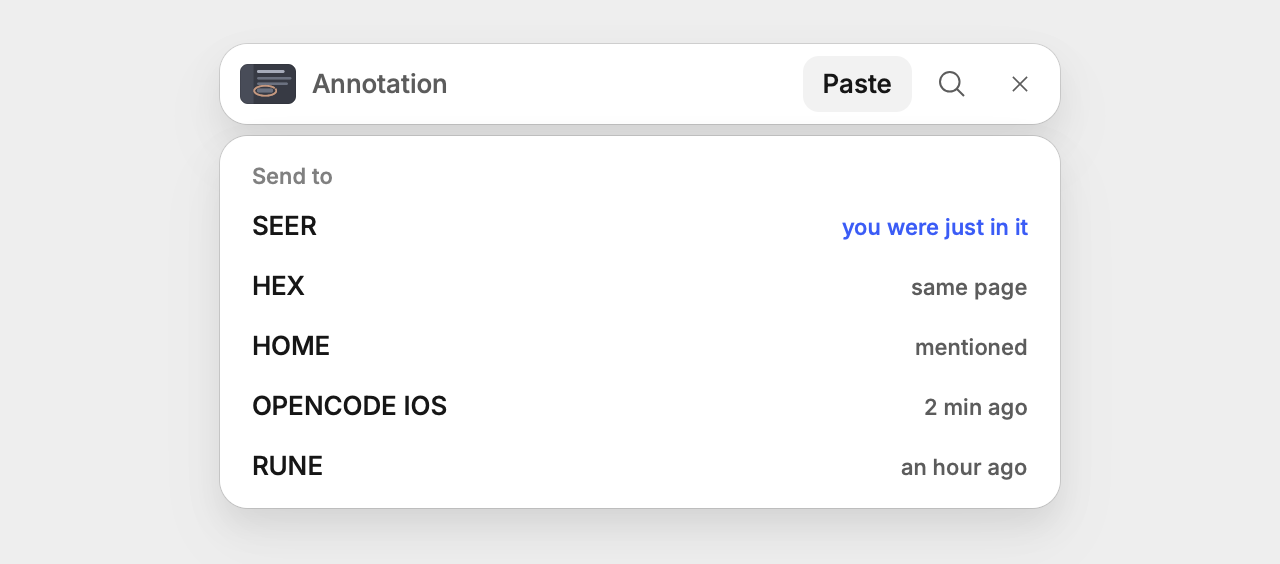 Annotation Paste
Send to
SEER you were just in it
HEX same page
HOME mentioned
OPENCODE IOS 2 min ago
RUNE an hour ago